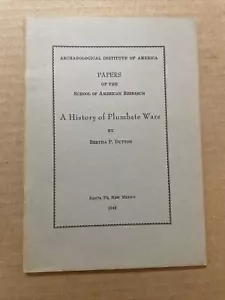 ARCHAEOLOGICAL INSTITUTE OF AMERICA
PAPERS
OF THE
SCHOOL OF AMERICAN RESEARCH
A History of Plumbate Ware
BY
BERTHA P. DUTTON
SANTA FE, NEW MEXICO